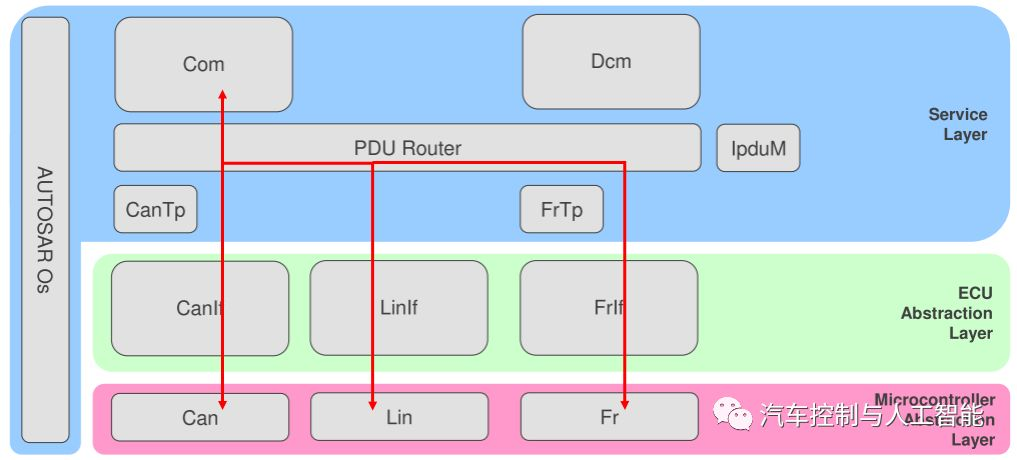 Com
Dcm
Service
Layer
PDU Router
IpduM
AUTOSAR Os
CanTp
FrTp
CanIf
LinIf
FrIf
ECU
Abstraction
Layer
Can
Lin
Fr
Microcontroller
Abstraction
Layer
汽车控制与人工智能